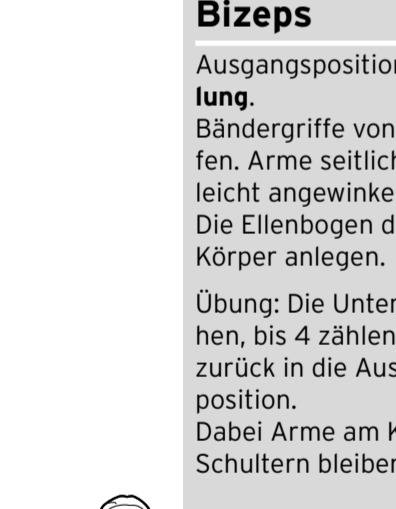 Bizeps
Ausgangsposition
lung.
Bändergriffe von
fen. Arme seitlich
leicht angewinke
Die Ellenbogen d
Körper anlegen.
Übung: Die Unter
hen, bis 4 zählen
zurück in die Aus
position.
Dabei Arme am K
Schultern bleiben